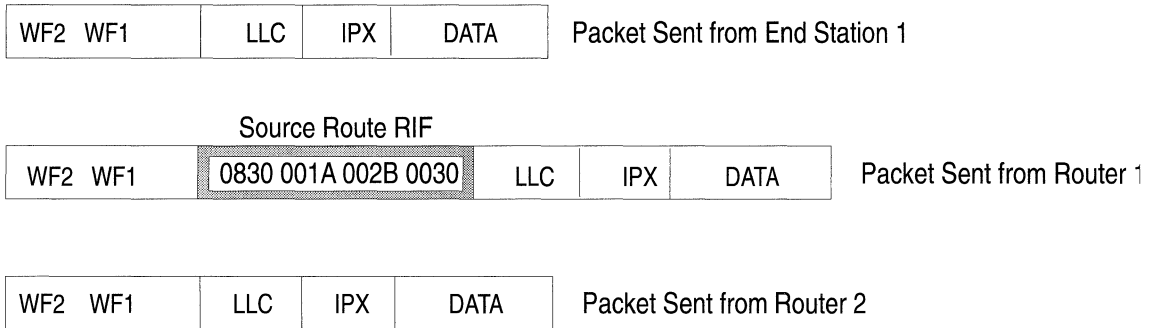 WF2 WF1 LLC IPX DATA Packet Sent from End Station 1
Source Route RIF
WF2 WF1 0830 001A 002B 0030 LLC IPX DATA Packet Sent from Router 1
WF2 WF1 LLC IPX DATA Packet Sent from Router 2